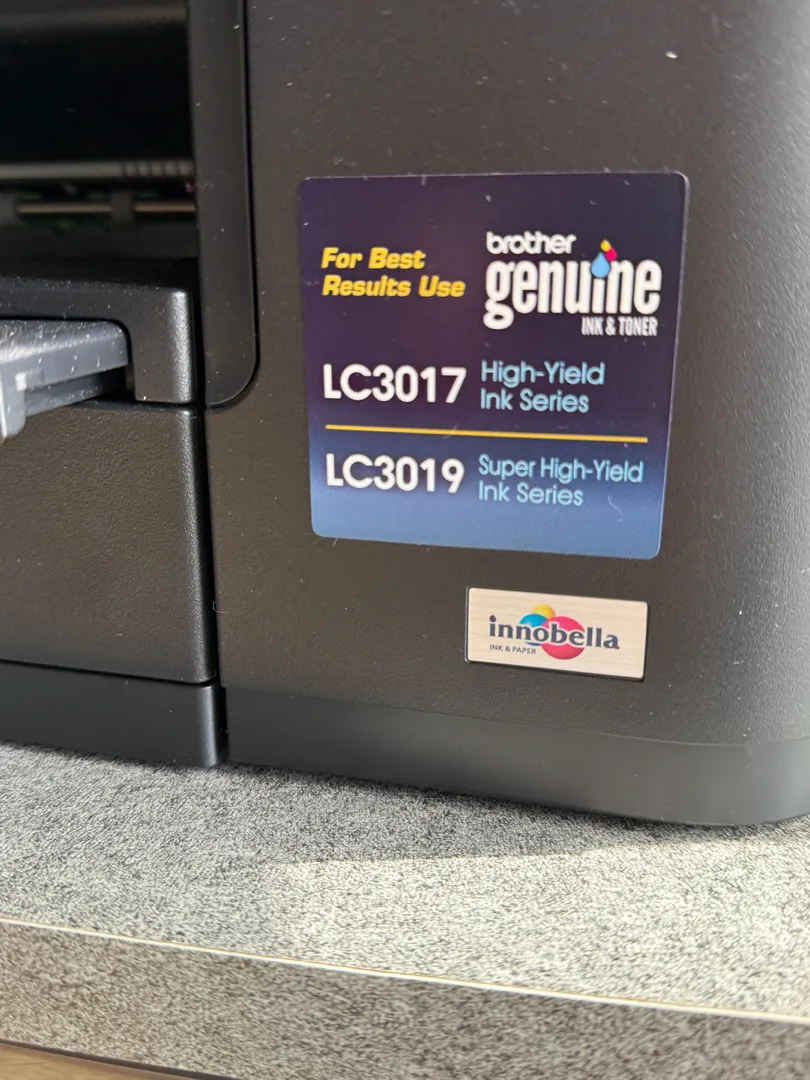 For Best
Results Use
brother
genuine
INK & TONER
LC3017
High-Yield
Ink Series
LC3019
Super High-Yield
Ink Series
innobella
INK & PAPER